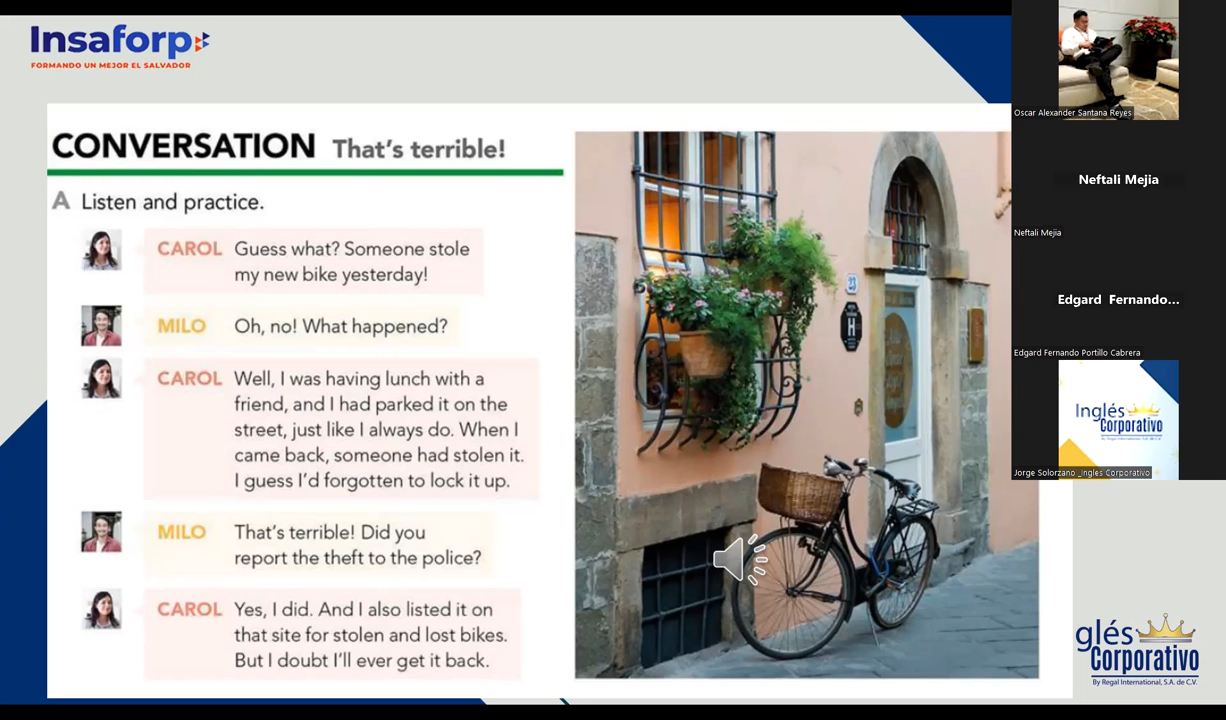 Insaforp
FORMANDO UN MEJOR EL SALVADOR
CONVERSATION That's terrible!
A Listen and practice.
CAROL Guess what? Someone stole
my new bike yesterday!
MILO Oh, no! What happened?
CAROL Well, I was having lunch with a
friend, and I had parked it on the
street, just like I always do. When I
came back, someone had stolen it.
I guess I'd forgotten to lock it up.
MILO That's terrible! Did you
report the theft to the police?
CAROL Yes, I did. And I also listed it on
that site for stolen and lost bikes.
But I doubt I'll ever get it back.
H
Oscar Alexander Santana Reyes
Neftali Mejia
Neftali Mejia
Edgard Fernando...
Edgard Fernando Portillo Cabrera
Inglés
Corporativo
Jorge Solorzano _Ingles Corporativo
glés
Corporativo
By Regal International, S.A. de C.V.